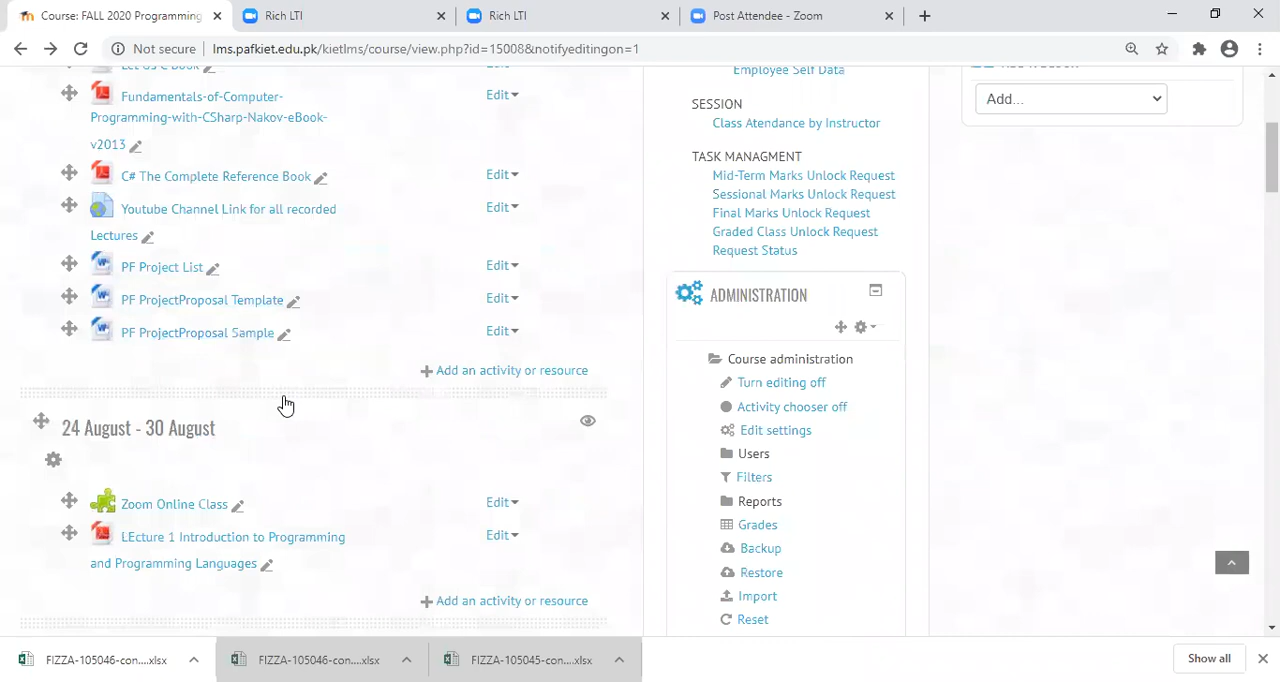 Course: FALL 2020 Programming
Rich LTI
Rich LTI
Post Attendee - Zoom
Not secure
lms.pafkiet.edu.pk/kietlms/course/view.php?id=15008&notifyeditingon=1
Fundamentals-of-Computer-
Programming-with-CSharp-Nakov-eBook-
v2013
Edit
C# The Complete Reference Book
Edit
Youtube Channel Link for all recorded
Lectures
Edit
PF Project List
Edit
PF ProjectProposal Template
Edit
PF ProjectProposal Sample
Edit
Add an activity or resource
24 August - 30 August
Zoom Online Class
Edit
LEcture 1 Introduction to Programming
and Programming Languages
Edit
Add an activity or resource
Employee Self Data
SESSION
Class Atendance by Instructor
TASK MANAGMENT
Mid-Term Marks Unlock Request
Sessional Marks Unlock Request
Final Marks Unlock Request
Graded Class Unlock Request
Request Status
ADMINISTRATION
Course administration
Turn editing off
Activity chooser off
Edit settings
Users
Filters
Reports
Grades
Backup
Restore
Import
Reset
Add...
FIZZA-105046-con....xlsx
FIZZA-105046-con....xlsx
FIZZA-105045-con....xlsx
Show all